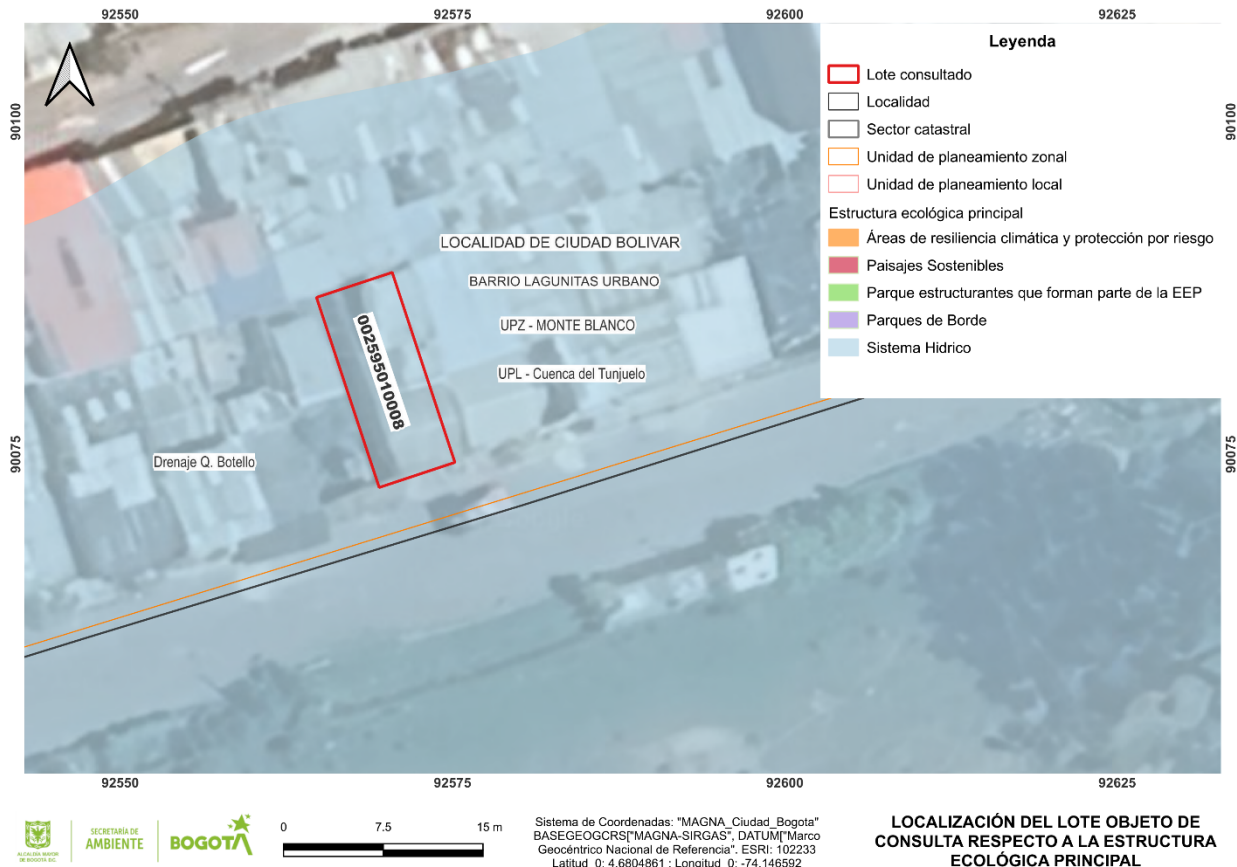 92550
92575
92600
92625
90100
90100
Leyenda
Lote consultado
Localidad
Sector catastral
Unidad de planeamiento zonal
Unidad de planeamiento local
Estructura ecológica principal
Áreas de resiliencia climática y protección por riesgo
Paisajes Sostenibles
Parque estructurantes que forman parte de la EEP
Parques de Borde
Sistema Hidrico
LOCALIDAD DE CIUDAD BOLIVAR
BARRIO LAGUNITAS URBANO
UPZ - MONTE BLANCO
UPL - Cuenca del Tunjuelo
002595010008
Drenaje Q. Botello
90075
90075
92550
92575
92600
92625
ALCALDÍA MAYOR
DE BOGOTÁ D.C.
SECRETARÍA DE
AMBIENTE
BOGOTÁ
0
7.5
15 m
Sistema de Coordenadas: "MAGNA_Ciudad_Bogota"
BASEGEOGCRS["MAGNA-SIRGAS", DATUM["Marco
Geocéntrico Nacional de Referencia". ESRI: 102233
Latitud_0: 4.6804861 ; Longitud_0: -74.146592
LOCALIZACIÓN DEL LOTE OBJETO DE
CONSULTA RESPECTO A LA ESTRUCTURA
ECOLÓGICA PRINCIPAL